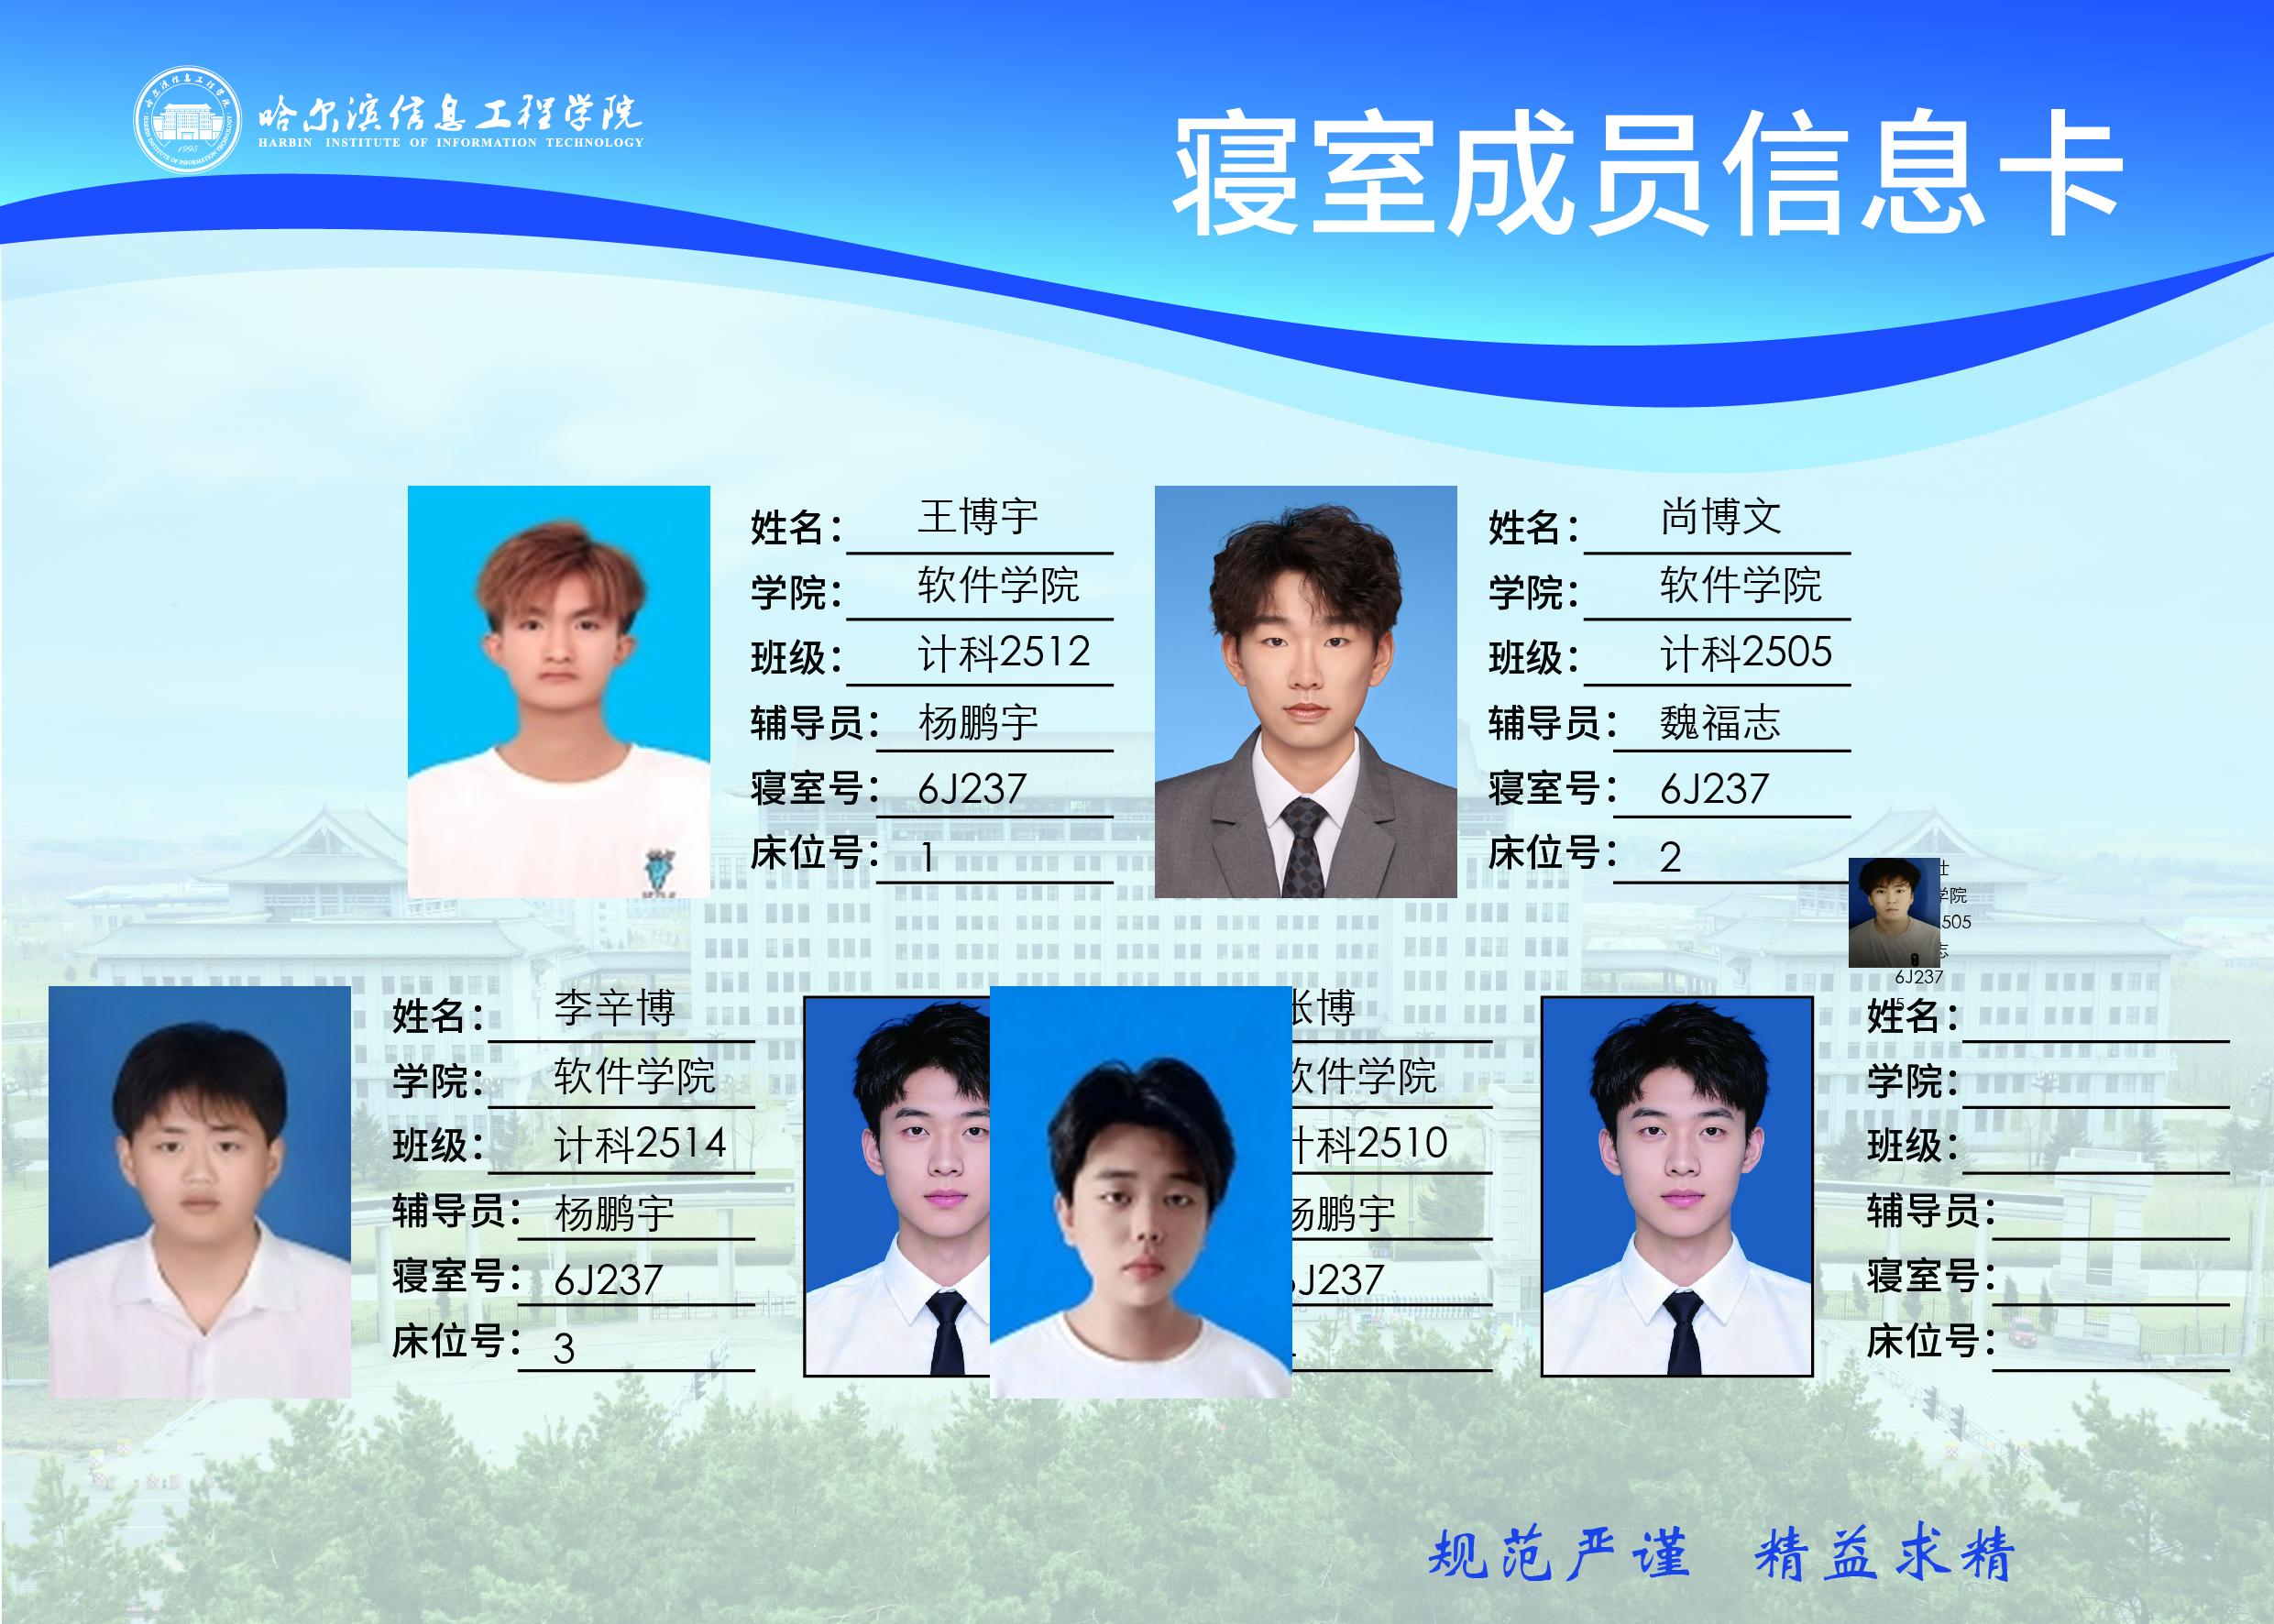 哈尔滨信息工程学院
HARBIN INSTITUTE OF INFORMATION TECHNOLOGY
1995
寝室成员信息卡
姓名： 王博宇
学院： 软件学院
班级： 计科2512
辅导员： 杨鹏宇
寝室号： 6J237
床位号： 1
姓名： 尚博文
学院： 软件学院
班级： 计科2505
辅导员： 魏福志
寝室号： 6J237
床位号： 2
学院
505
志
6J237
姓名： 李辛博
学院： 软件学院
班级： 计科2514
辅导员： 杨鹏宇
寝室号： 6J237
床位号： 3
张博
软件学院
计科2510
杨鹏宇
6J237
姓名：
学院：
班级：
辅导员：
寝室号：
床位号：
规范严谨 精益求精